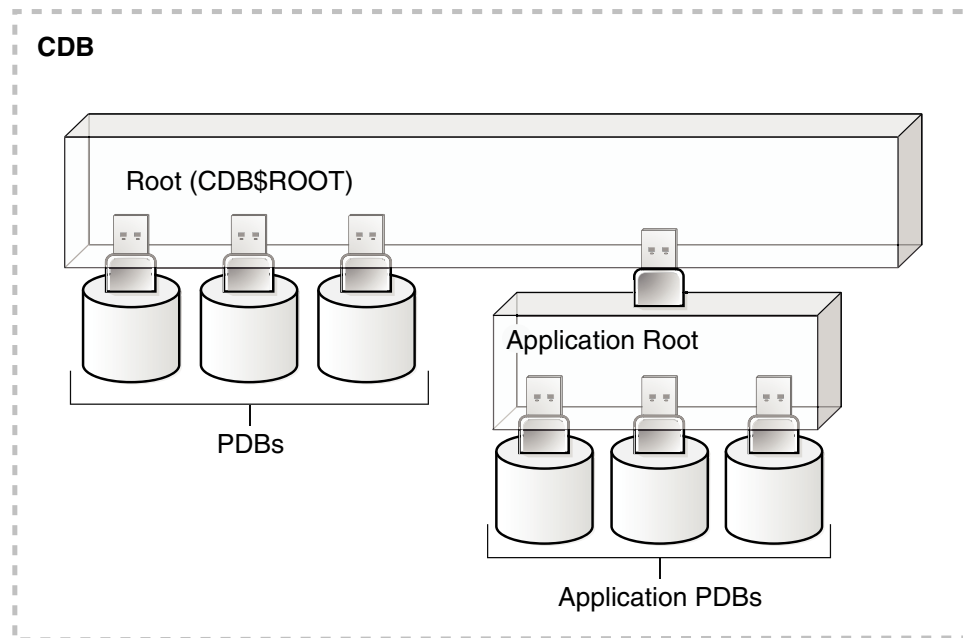 CDB
Root (CDB$ROOT)
Application Root
PDBs
Application PDBs